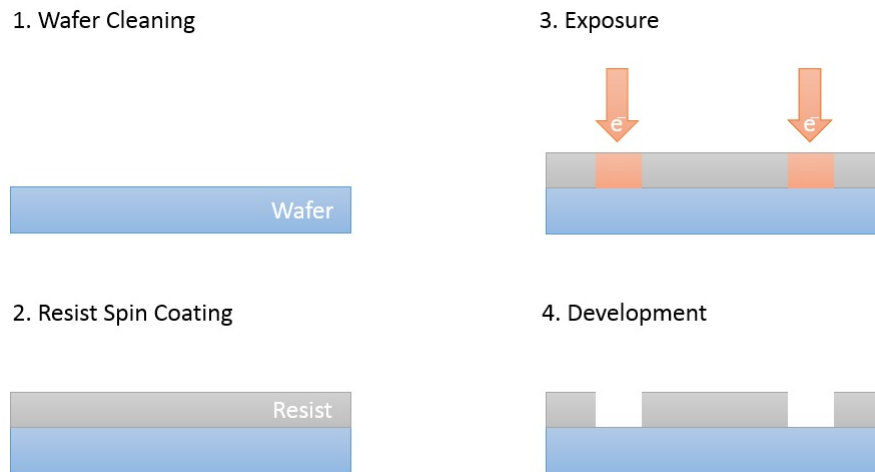 1. Wafer Cleaning
Wafer
2. Resist Spin Coating
Resist
3. Exposure
e⁻
e⁻
4. Development